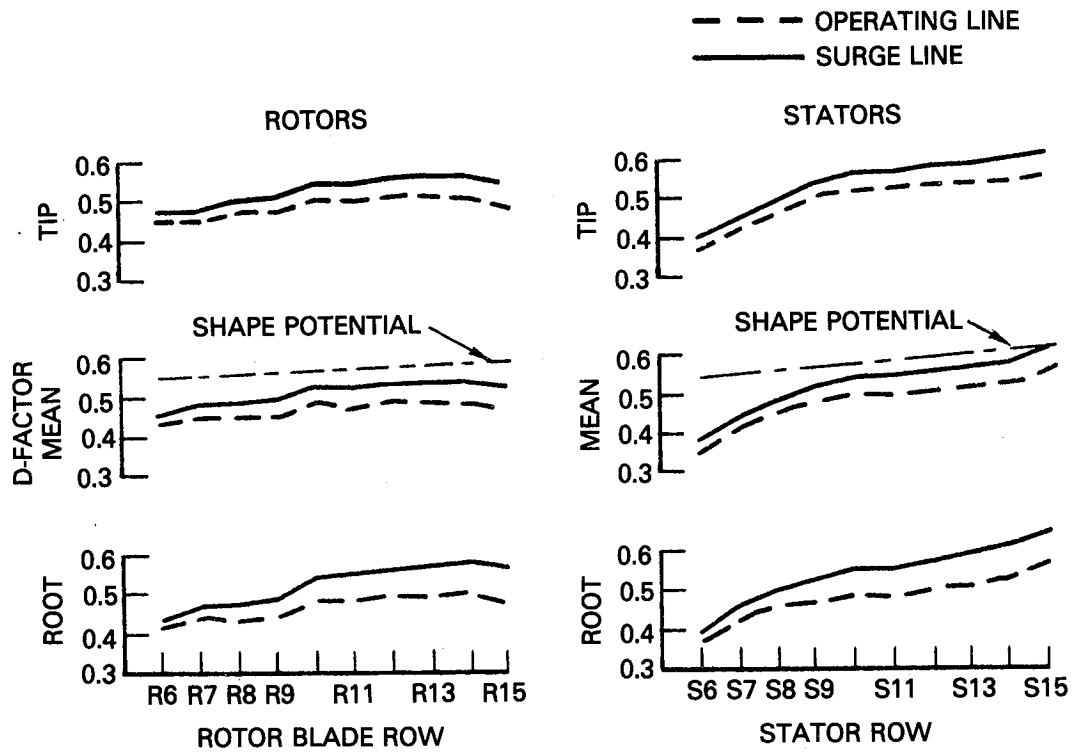 OPERATING LINE
SURGE LINE
ROTORS
STATORS
TIP
0.6
0.5
0.4
0.3
TIP
0.6
0.5
0.4
0.3
SHAPE POTENTIAL
SHAPE POTENTIAL
D-FACTOR
MEAN
0.6
0.5
0.4
0.3
MEAN
0.6
0.5
0.4
0.3
ROOT
0.6
0.5
0.4
0.3
R6 R7 R8 R9 R11 R13 R15
ROTOR BLADE ROW
ROOT
0.6
0.5
0.4
0.3
S6 S7 S8 S9 S11 S13 S15
STATOR ROW